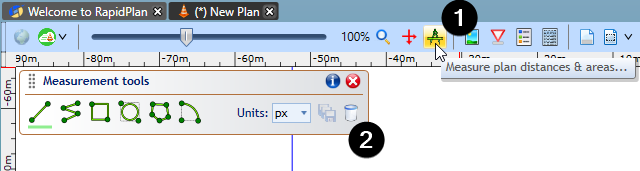 Welcome to RapidPlan (*) New Plan
1
100%
90m -80m -70m -60m -50m -40m -30m
Measure plan distances & areas...
-60m
Measurement tools
Units: px
2